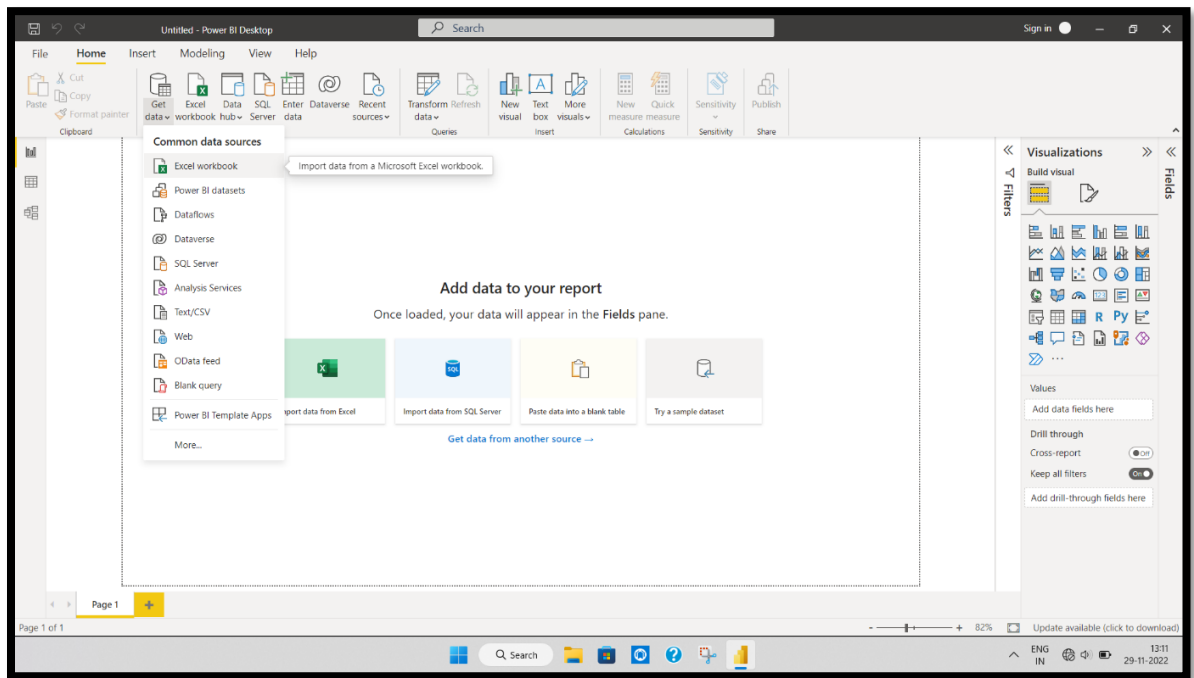 Untitled - Power BI Desktop
Search
Sign in
File Home Insert Modeling View Help
Paste
Cut
Copy
Format painter
Clipboard
Get data
Excel workbook
Data hub
SQL Server
Enter data
Dataverse
Recent sources
Transform data
Refresh
Queries
New visual
Text box
More visuals
Insert
New measure
Quick measure
Calculations
Sensitivity
Sensitivity
Publish
Share
Common data sources
Excel workbook
Import data from a Microsoft Excel workbook.
Power BI datasets
Dataflows
Dataverse
SQL Server
Analysis Services
Text/CSV
Web
OData feed
Blank query
Power BI Template Apps
More...
Add data to your report
Once loaded, your data will appear in the Fields pane.
SQL
port data from Excel
Import data from SQL Server
Paste data into a blank table
Try a sample dataset
Get data from another source →
Filters
Visualizations
Build visual
123
R Py
Values
Add data fields here
Drill through
Cross-report
Off
Keep all filters
On
Add drill-through fields here
Fields
Page 1
Page 1 of 1
- + 82%
Update available (click to download)
Search
ENG
IN
13:11
29-11-2022